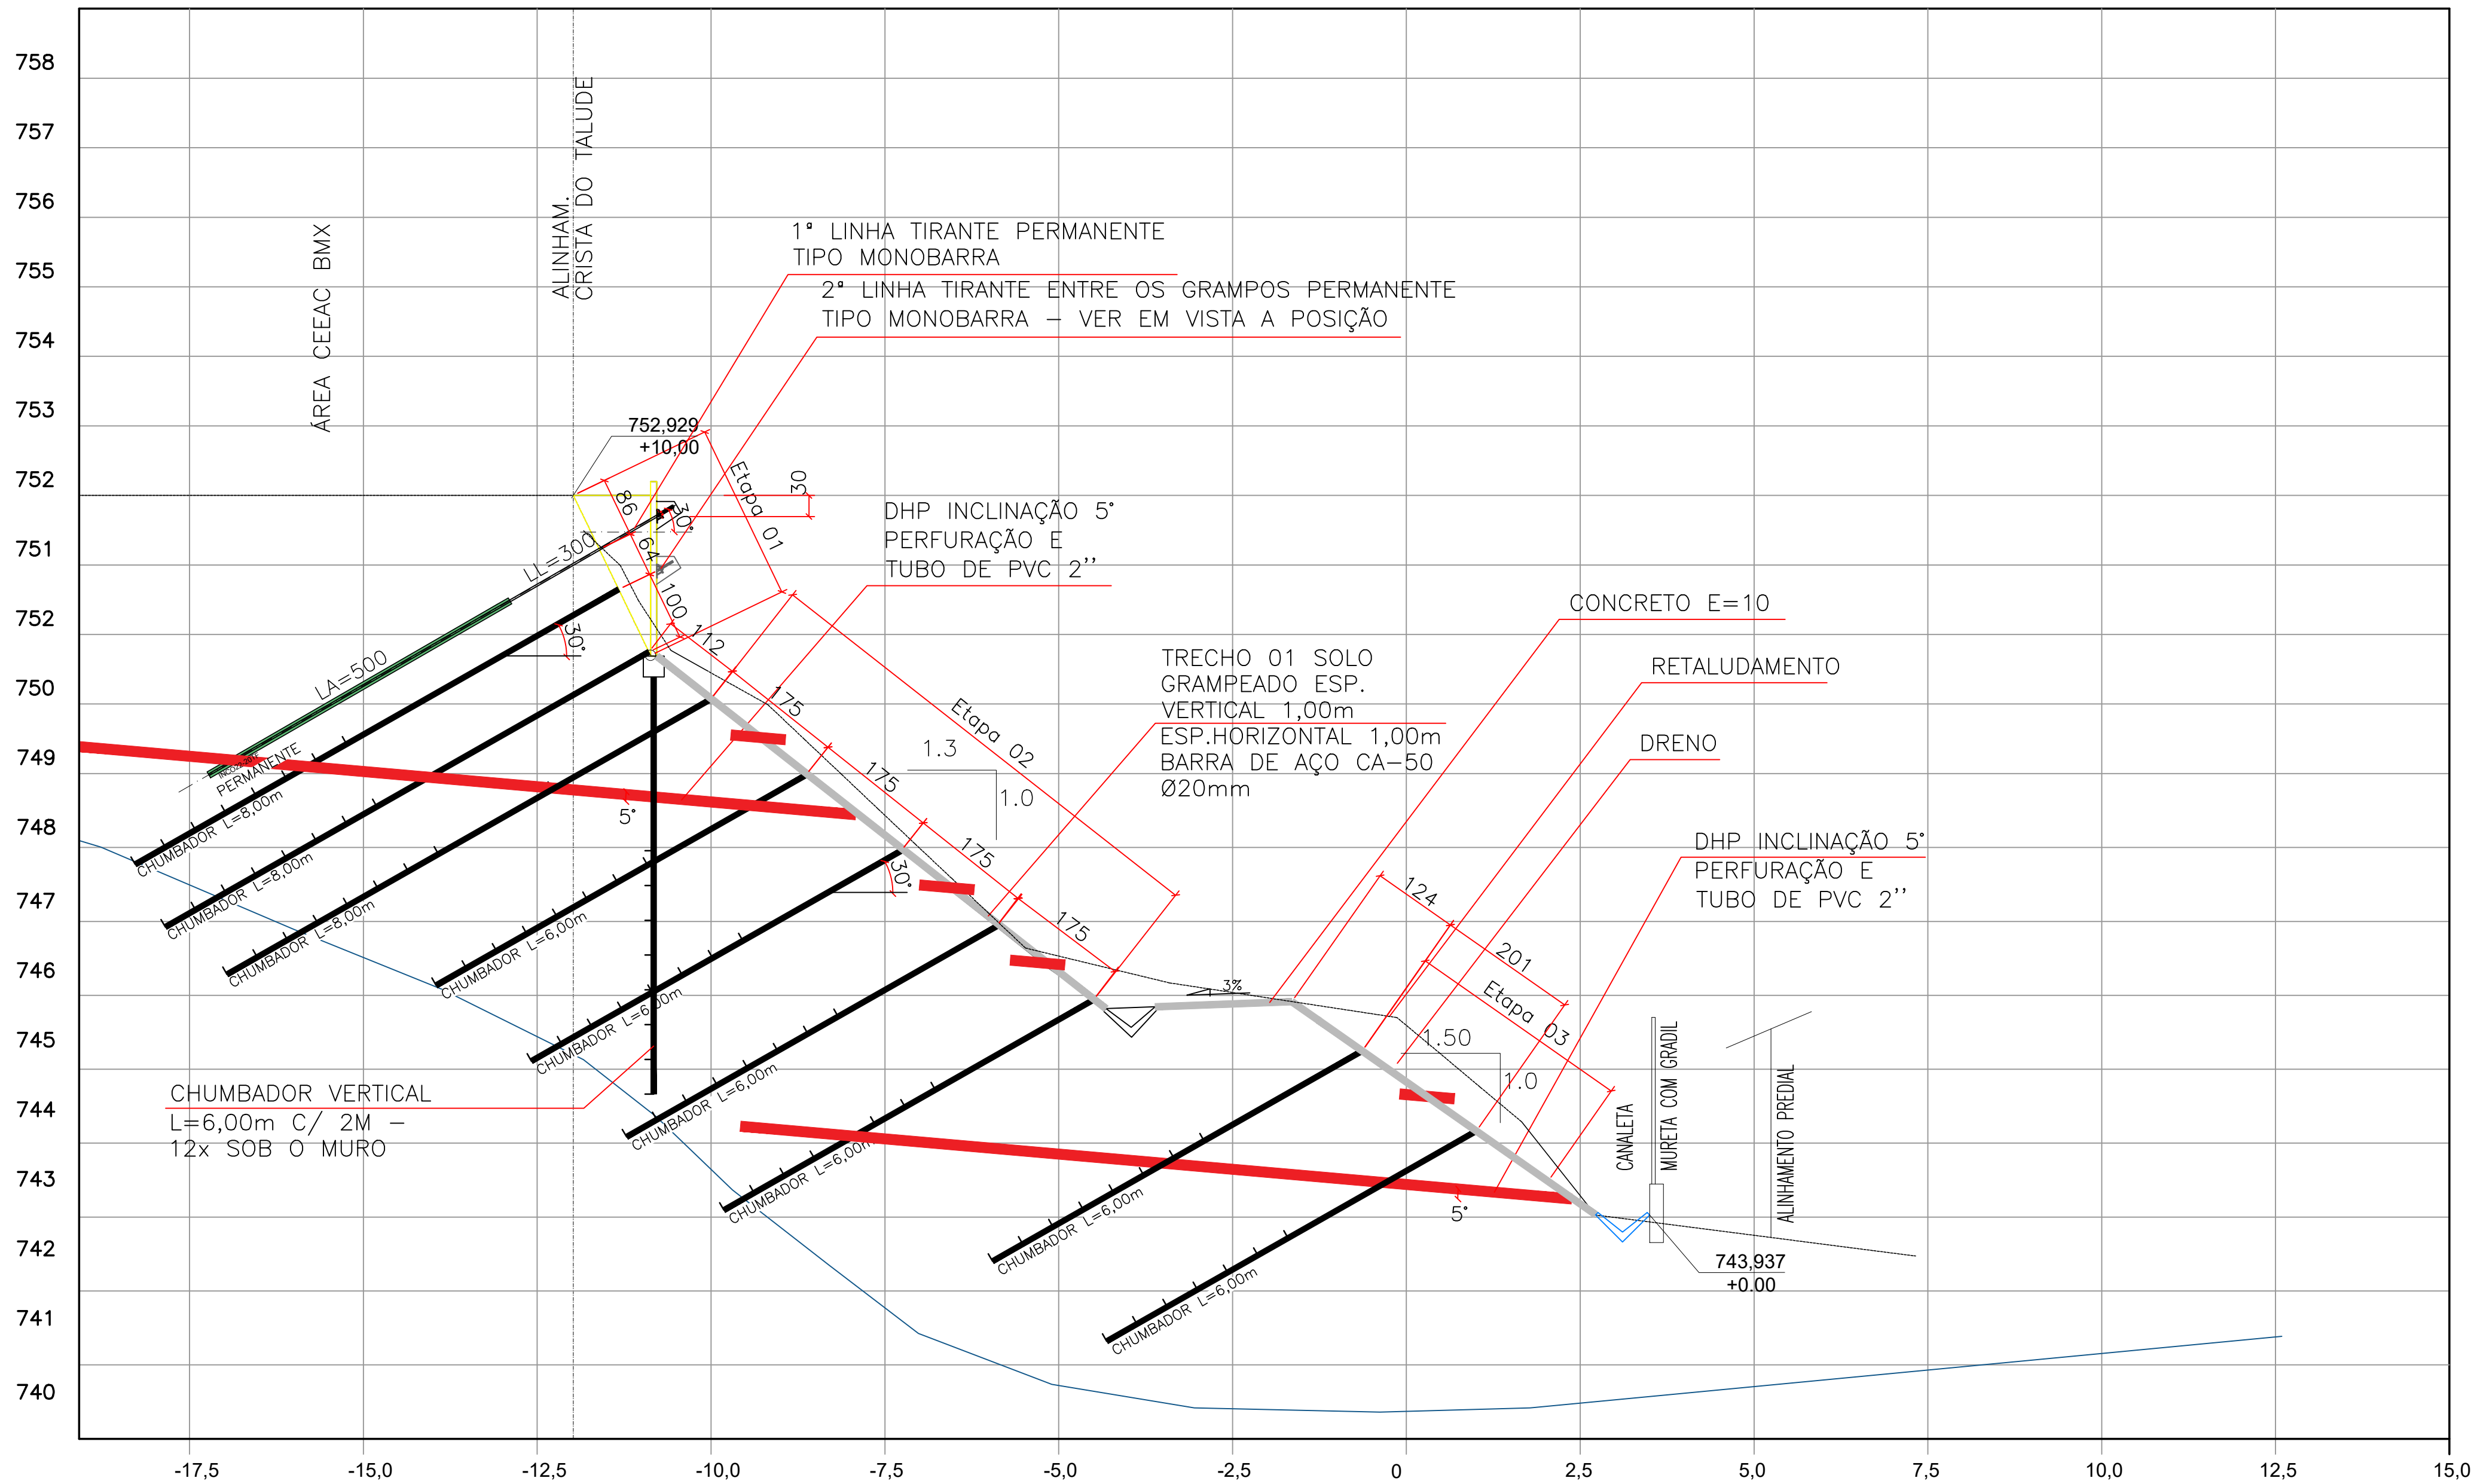 758
757
756
755
754
753
752
751
752
750
749
748
747
746
745
744
743
742
741
740
ÁREA CEEAC BMX
ALINHAM.
CRISTA DO TALUDE
1ª LINHA TIRANTE PERMANENTE
TIPO MONOBARRA
2ª LINHA TIRANTE ENTRE OS GRAMPOS PERMANENTE
TIPO MONOBARRA – VER EM VISTA A POSIÇÃO
752,929
+10,00
Etapa 01
30
86
30°
64
100
112
LL=300
LA=500
30°
PERMANENTE
DHP INCLINAÇÃO 5°
PERFURAÇÃO E
TUBO DE PVC 2''
175
175
175
175
Etapa 02
1.3
1.0
5°
30°
TRECHO 01 SOLO
GRAMPEADO ESP.
VERTICAL 1,00m
ESP.HORIZONTAL 1,00m
BARRA DE AÇO CA–50
Ø20mm
CONCRETO E=10
RETALUDAMENTO
DRENO
DHP INCLINAÇÃO 5°
PERFURAÇÃO E
TUBO DE PVC 2''
124
201
Etapa 03
3%
1.50
1.0
5°
CANALETA
MURETA COM GRADIL
ALINHAMENTO PREDIAL
743,937
+0.00
CHUMBADOR L=8,00m
CHUMBADOR L=8,00m
CHUMBADOR L=8,00m
CHUMBADOR L=6,00m
CHUMBADOR L=6,00m
CHUMBADOR L=6,00m
CHUMBADOR L=6,00m
CHUMBADOR L=6,00m
CHUMBADOR L=6,00m
CHUMBADOR VERTICAL
L=6,00m C/ 2M –
12x SOB O MURO
-17,5
-15,0
-12,5
-10,0
-7,5
-5,0
-2,5
0
2,5
5,0
7,5
10,0
12,5
15,0